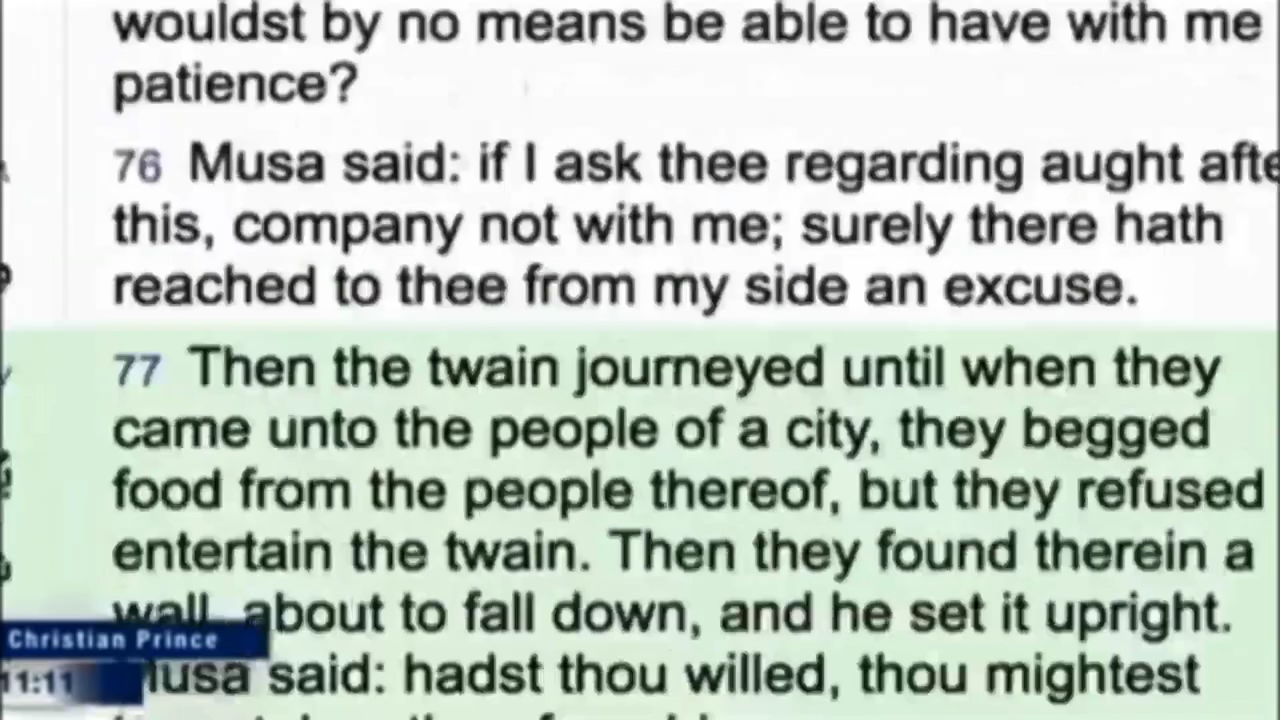 wouldst by no means be able to have with me
patience?
76 Musa said: if I ask thee regarding aught afte
this, company not with me; surely there hath
reached to thee from my side an excuse.
77 Then the twain journeyed until when they
came unto the people of a city, they begged
food from the people thereof, but they refused
entertain the twain. Then they found therein a
wall, about to fall down, and he set it upright.
Christian Prince
Musa said: hadst thou willed, thou mightest
11:11